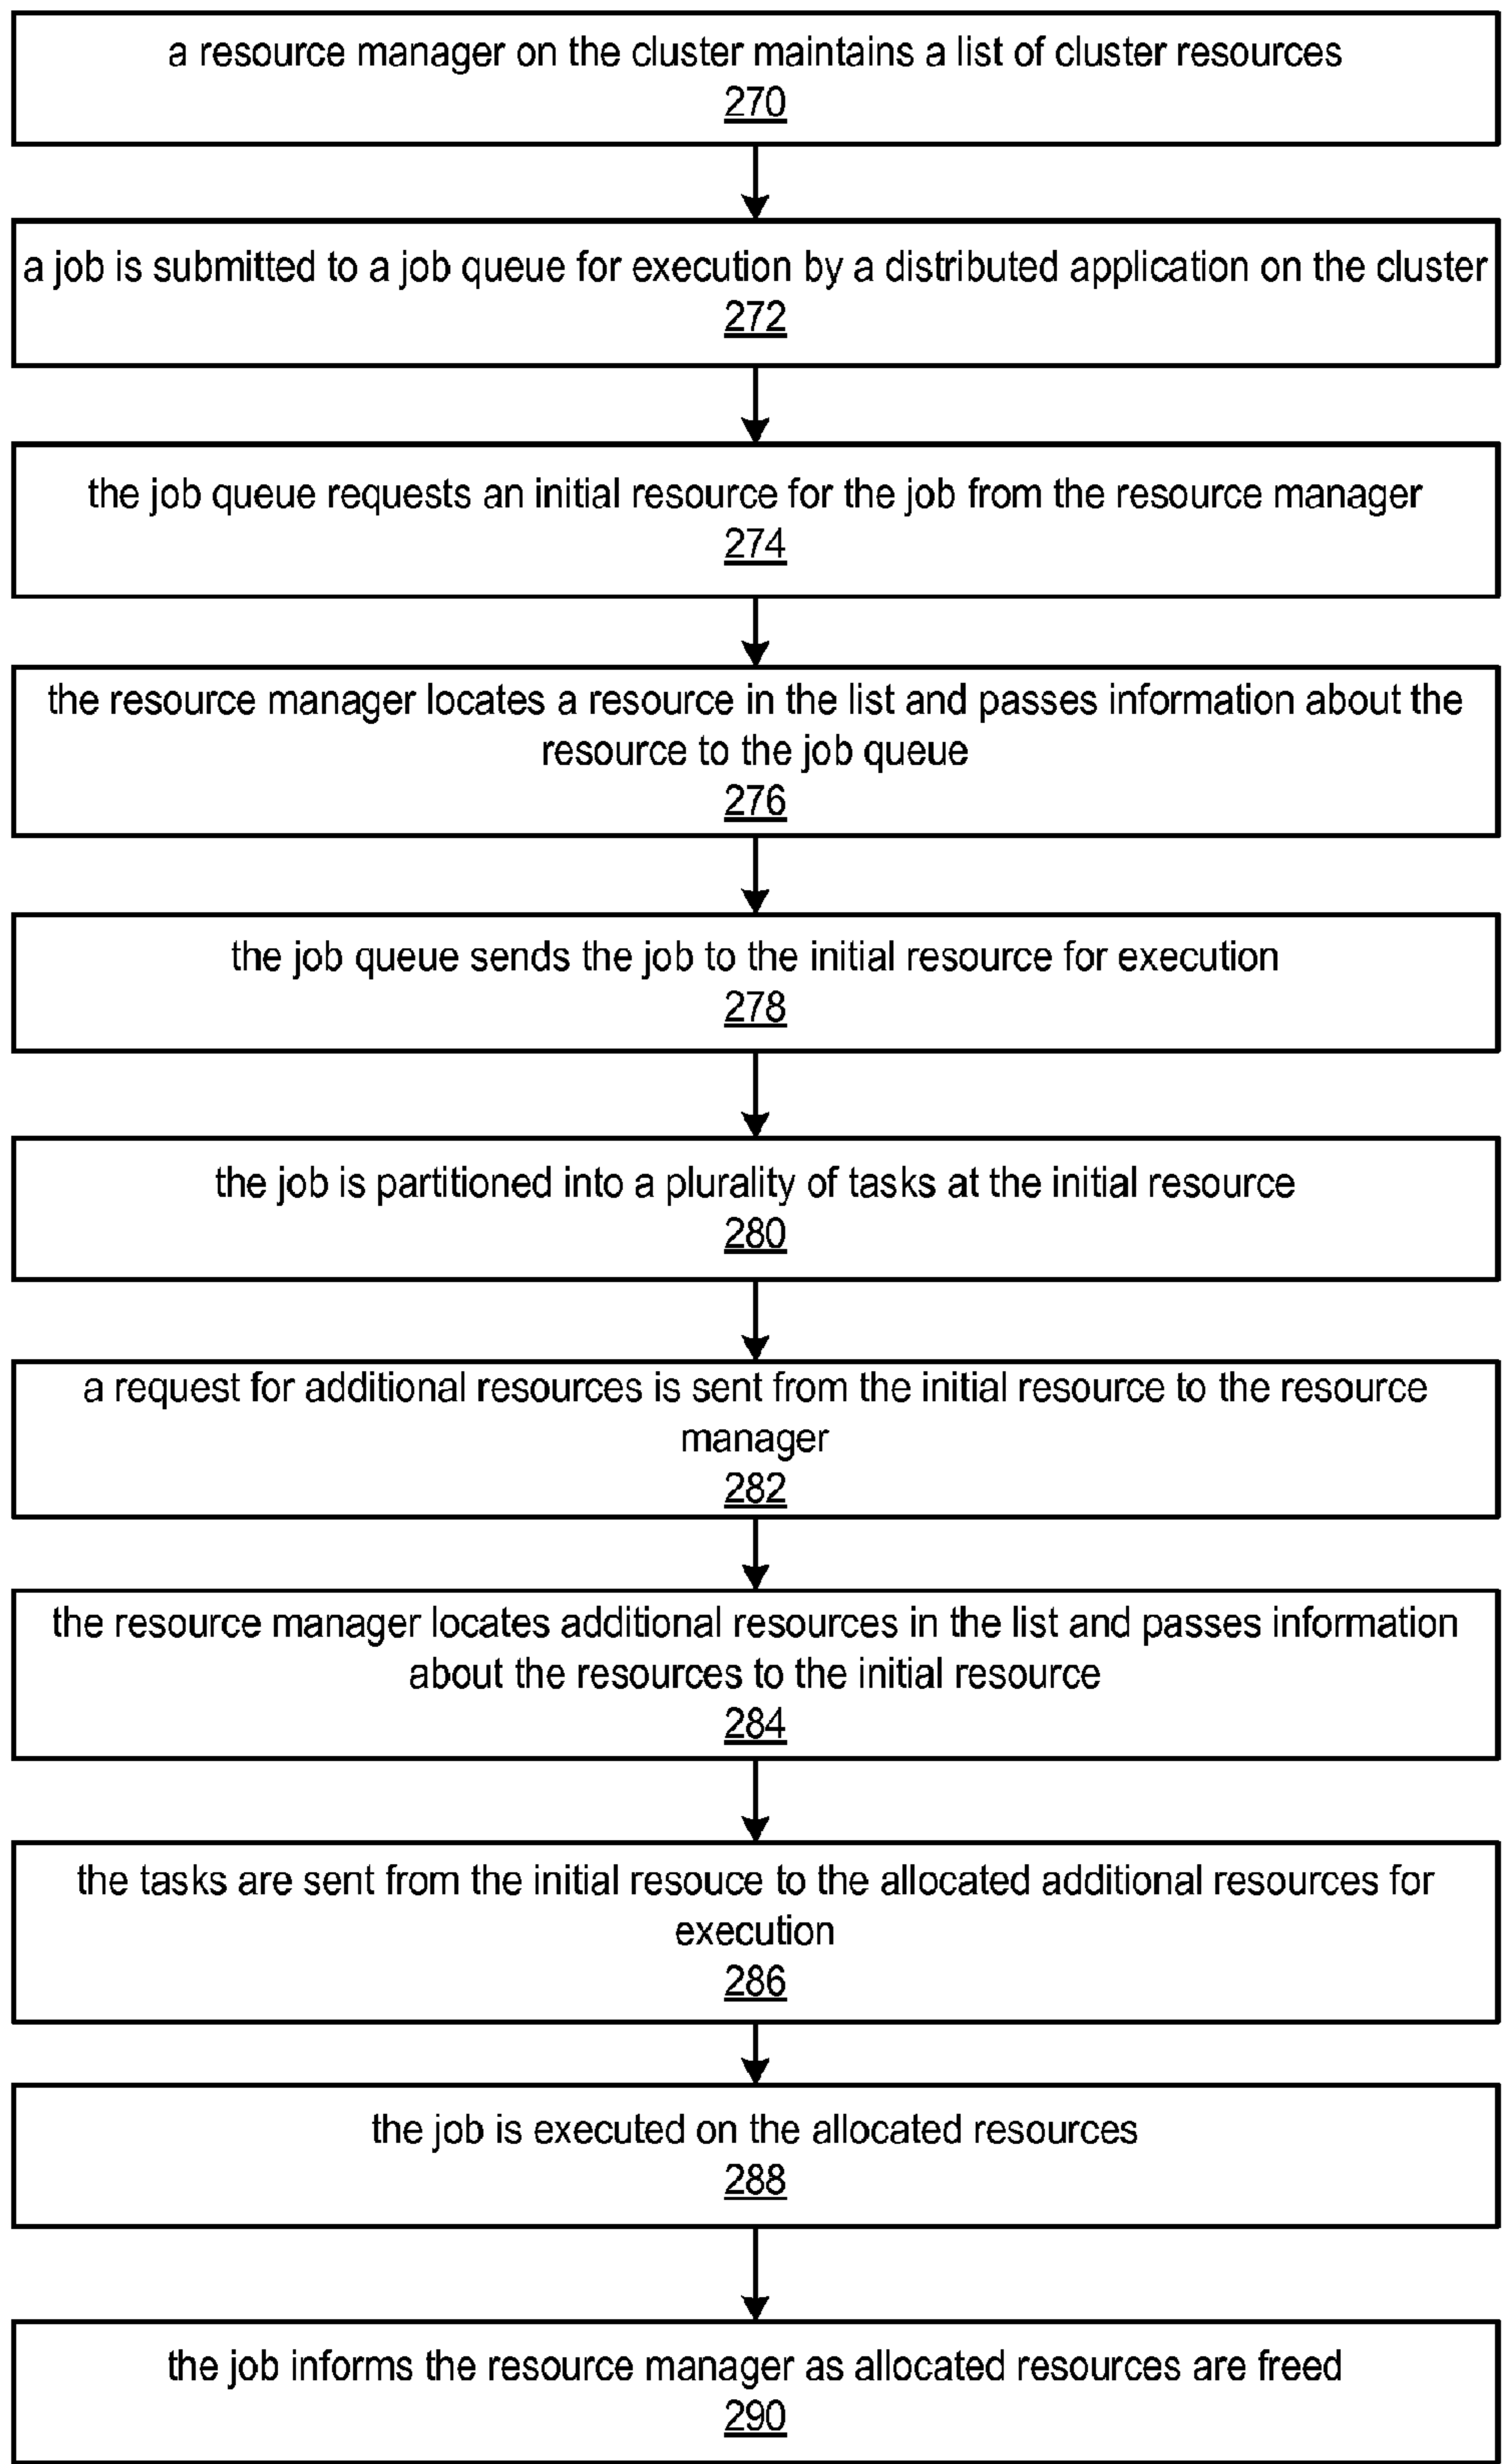 a resource manager on the cluster maintains a list of cluster resources
270
a job is submitted to a job queue for execution by a distributed application on the cluster
272
the job queue requests an initial resource for the job from the resource manager
274
the resource manager locates a resource in the list and passes information about the
resource to the job queue
276
the job queue sends the job to the initial resource for execution
278
the job is partitioned into a plurality of tasks at the initial resource
280
a request for additional resources is sent from the initial resource to the resource
manager
282
the resource manager locates additional resources in the list and passes information
about the resources to the initial resource
284
the tasks are sent from the initial resouce to the allocated additional resources for
execution
286
the job is executed on the allocated resources
288
the job informs the resource manager as allocated resources are freed
290